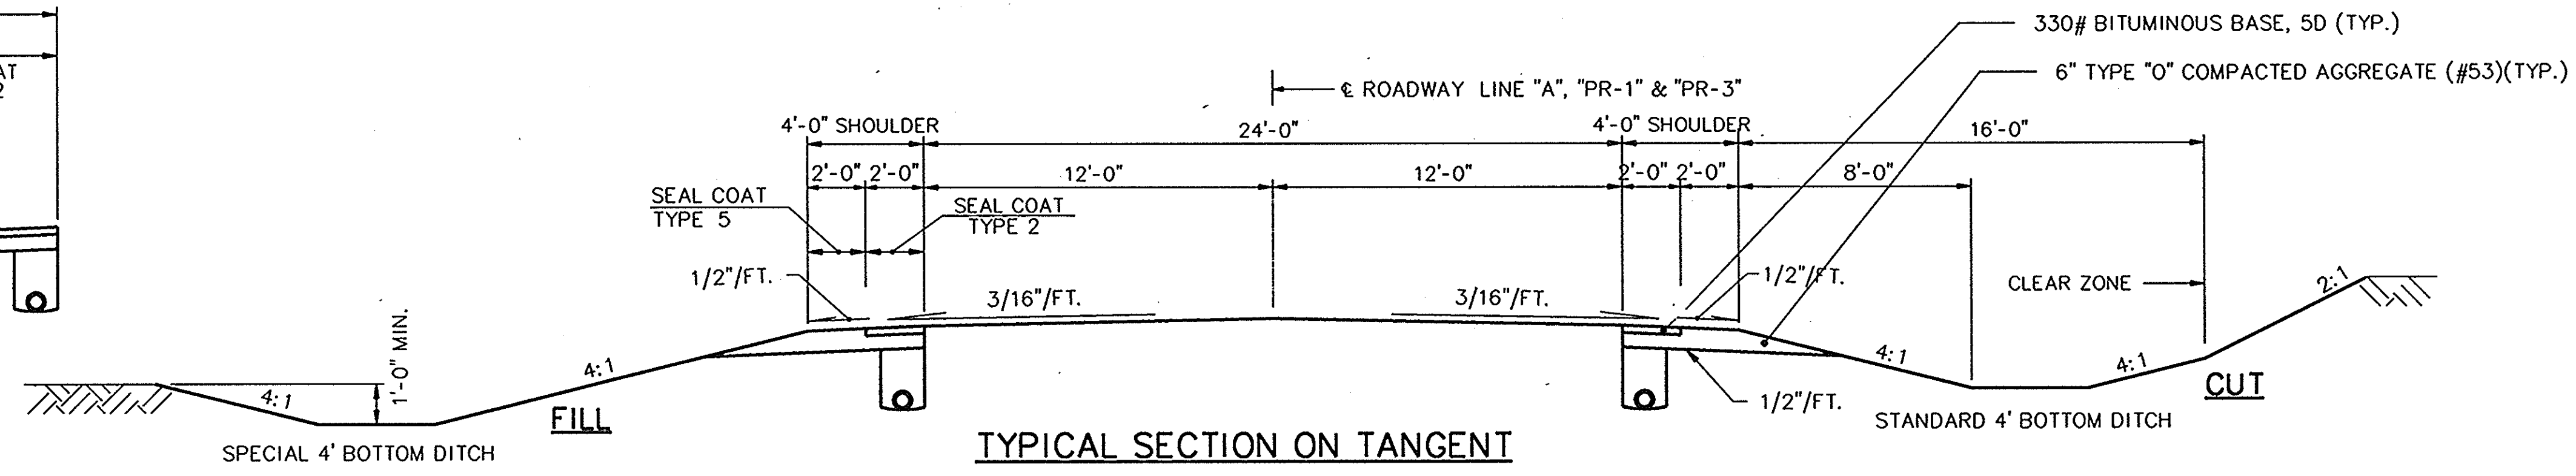 AT
2
330# BITUMINOUS BASE, 5D (TYP.)
6" TYPE "O" COMPACTED AGGREGATE (#53)(TYP.)
℄ ROADWAY LINE "A", "PR-1" & "PR-3"
4'-0" SHOULDER
24'-0"
4'-0" SHOULDER
16'-0"
2'-0"
2'-0"
12'-0"
12'-0"
2'-0"
2'-0"
8'-0"
SEAL COAT
TYPE 5
SEAL COAT
TYPE 2
1/2"/FT.
3/16"/FT.
3/16"/FT.
1/2"/FT.
CLEAR ZONE
2:1
1'-0" MIN.
4:1
4:1
4:1
4:1
FILL
CUT
1/2"/FT.
SPECIAL 4' BOTTOM DITCH
STANDARD 4' BOTTOM DITCH
TYPICAL SECTION ON TANGENT